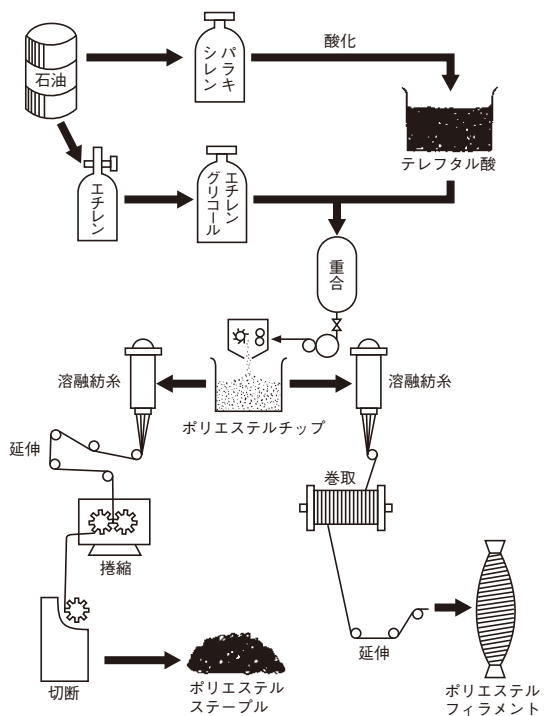 石油
パラキ
シレン
酸化
テレフタル酸
エチレン
エチレン
グリコール
重合
溶融紡糸
溶融紡糸
ポリエステルチップ
延伸
巻取
捲縮
延伸
切断
ポリエステル
ステープル
ポリエステル
フィラメント